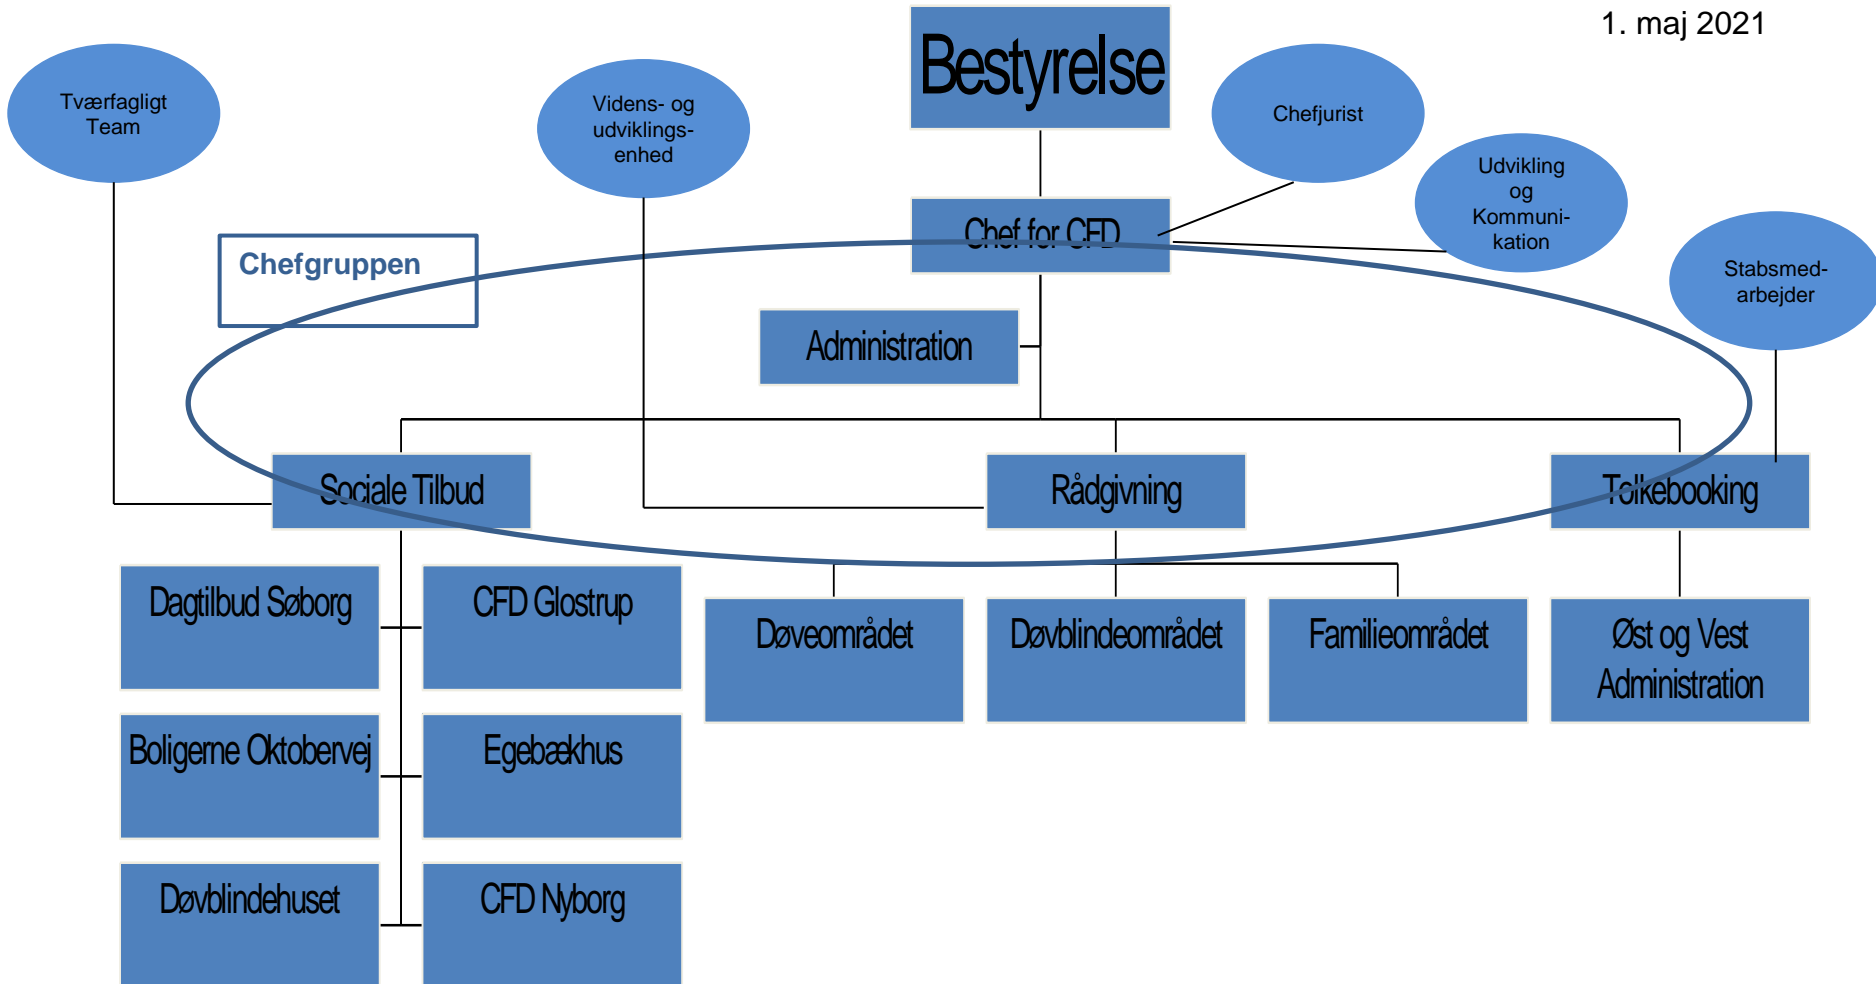 1. maj 2021
Bestyrelse
Tværfagligt
Team
Videns- og
udviklings-
enhed
Chefjurist
Udvikling
og
Kommuni-
kation
Chef for CFD
Chefgruppen
Stabsmed-
arbejder
Administration
Sociale Tilbud
Rådgivning
Tolkebooking
Dagtilbud Søborg
CFD Glostrup
Døveområdet
Døvblindeområdet
Familieområdet
Øst og Vest
Administration
Boligerne Oktobervej
Egebækhus
Døvblindehuset
CFD Nyborg